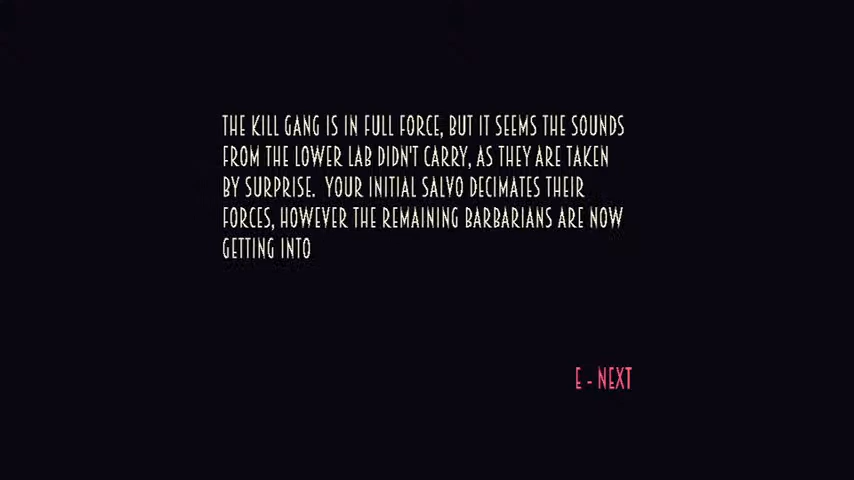 THE KILL GANG IS IN FULL FORCE, BUT IT SEEMS THE SOUNDS
FROM THE LOWER LAB DIDN'T CARRY, AS THEY ARE TAKEN
BY SURPRISE.  YOUR INITIAL SALVO DECIMATES THEIR
FORCES, HOWEVER THE REMAINING BARBARIANS ARE NOW
GETTING INTO
E - NEXT